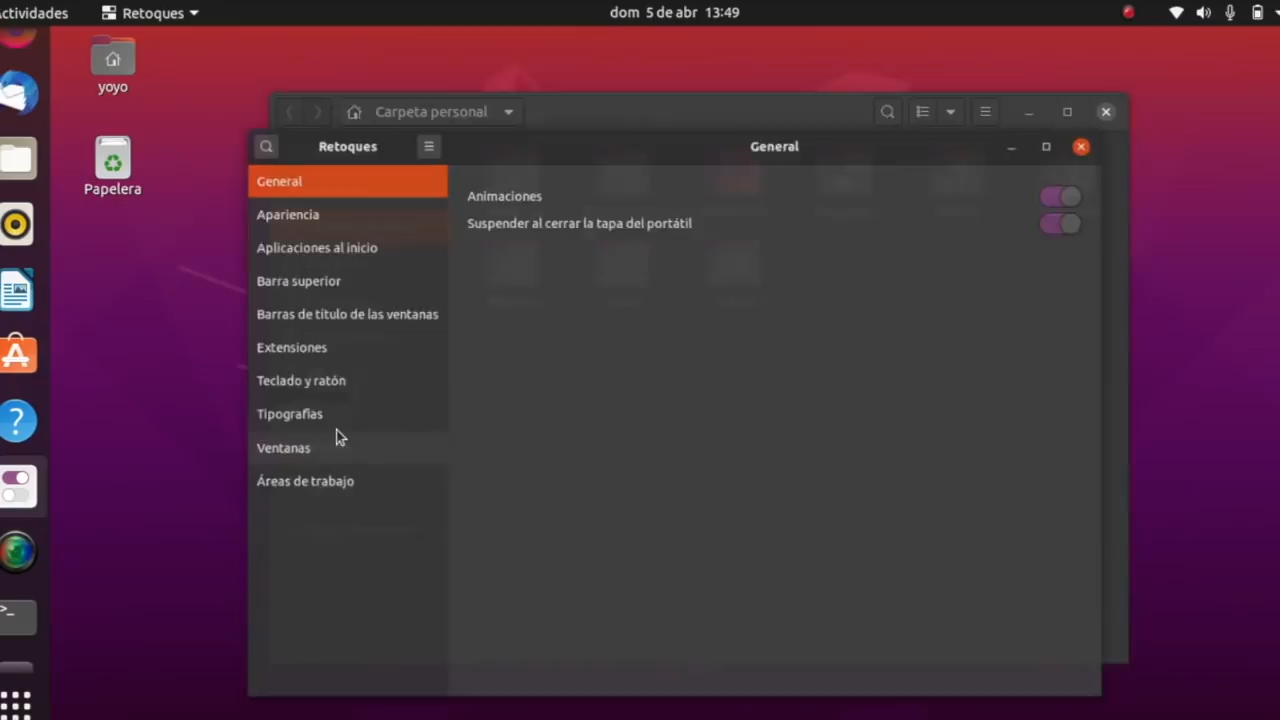 ctividades
Retoques
dom 5 de abr 13:49
yoyo
Papelera
Carpeta personal
Retoques
General
General
Apariencia
Aplicaciones al inicio
Barra superior
Barras de título de las ventanas
Extensiones
Teclado y ratón
Tipografías
Ventanas
Áreas de trabajo
Animaciones
Suspender al cerrar la tapa del portátil